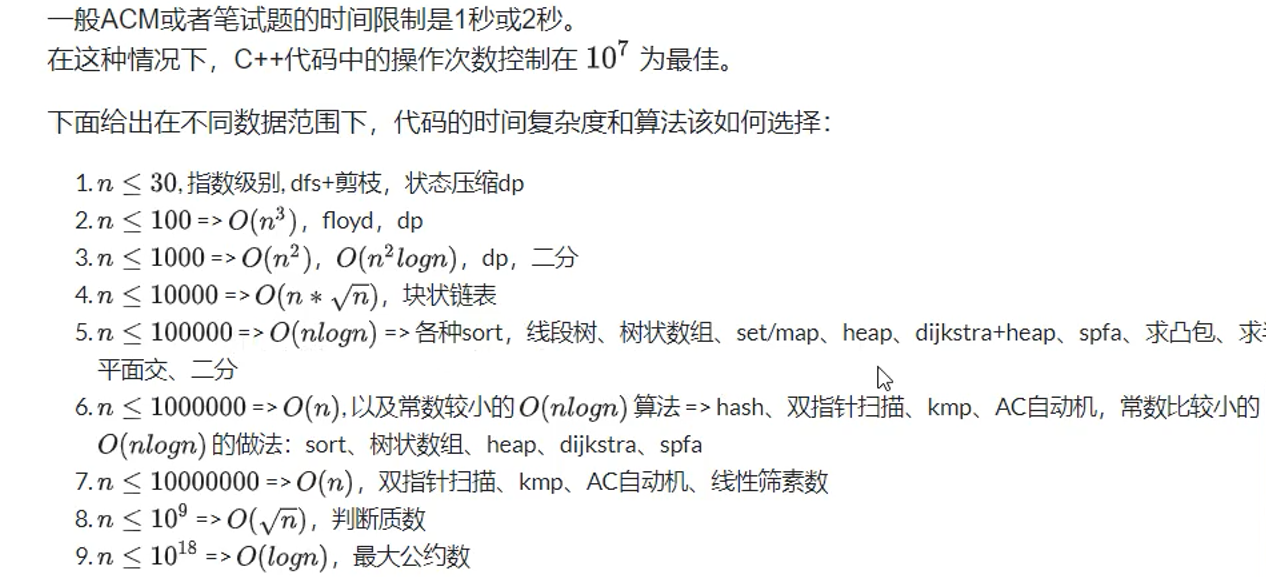 一般ACM或者笔试题的时间限制是1秒或2秒。
在这种情况下，C++代码中的操作次数控制在 10⁷ 为最佳。
下面给出在不同数据范围下，代码的时间复杂度和算法该如何选择：
1. n ≤ 30, 指数级别, dfs+剪枝，状态压缩dp
2. n ≤ 100 => O(n³)，floyd，dp
3. n ≤ 1000 => O(n²)，O(n²logn)，dp，二分
4. n ≤ 10000 => O(n * √n)，块状链表
5. n ≤ 100000 => O(nlogn) => 各种sort，线段树、树状数组、set/map、heap、dijkstra+heap、spfa、求凸包、求
平面交、二分
6. n ≤ 1000000 => O(n), 以及常数较小的 O(nlogn) 算法 => hash、双指针扫描、kmp、AC自动机，常数比较小的
O(nlogn) 的做法：sort、树状数组、heap、dijkstra、spfa
7. n ≤ 10000000 => O(n)，双指针扫描、kmp、AC自动机、线性筛素数
8. n ≤ 10⁹ => O(√n)，判断质数
9. n ≤ 10¹⁸ => O(logn)，最大公约数